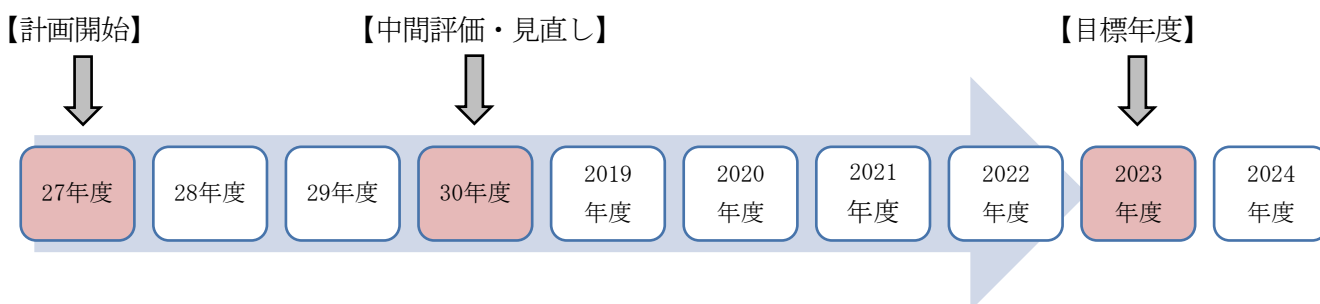 【計画開始】
【中間評価・見直し】
【目標年度】
27年度
28年度
29年度
30年度
2019
年度
2020
年度
2021
年度
2022
年度
2023
年度
2024
年度